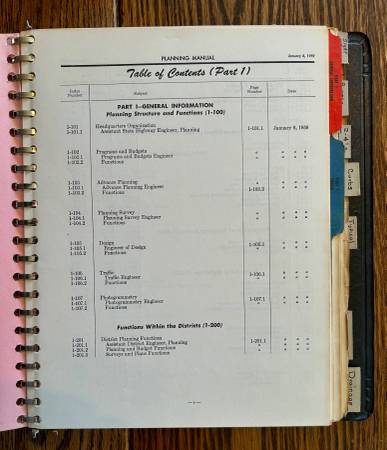 PLANNING MANUAL
January 8, 1959
Table of Contents (Part 1)
Index Number Subject Page Number Date
PART I—GENERAL INFORMATION
Planning Structure and Functions (1-100)
1-101 Headquarters Organization
1-101.1 Assistant State Highway Engineer, Planning 1-101.1 January 8, 1959
1-102 Programs and Budgets " " " "
1-102.1 Programs and Budgets Engineer " " " "
1-102.2 Functions " " "
1-103 Advance Planning " " " "
1-103.1 Advance Planning Engineer 1-103.2 " " "
1-103.2 Functions " " "
1-104 Planning Survey " " " "
1-104.1 Planning Survey Engineer " " " "
1-104.2 Functions " " "
1-105 Design 1-105.1 " " "
1-105.1 Engineer of Design " " " "
1-105.2 Functions " " "
1-106 Traffic 1-106.1 " " "
1-106.1 Traffic Engineer " " " "
1-106.2 Functions " " "
1-107 Photogrammetry 1-107.1 " " "
1-107.1 Photogrammetry Engineer " " " "
1-107.2 Functions " " "
Functions Within the Districts (1-200)
1-201 District Planning Functions 1-201.1 " " "
1-201.1 Assistant District Engineer, Planning " " " "
1-201.2 Planning and Budget Functions " " " "
1-201.3 Surveys and Plans Functions " " "
Curbs
Typical
Drainage